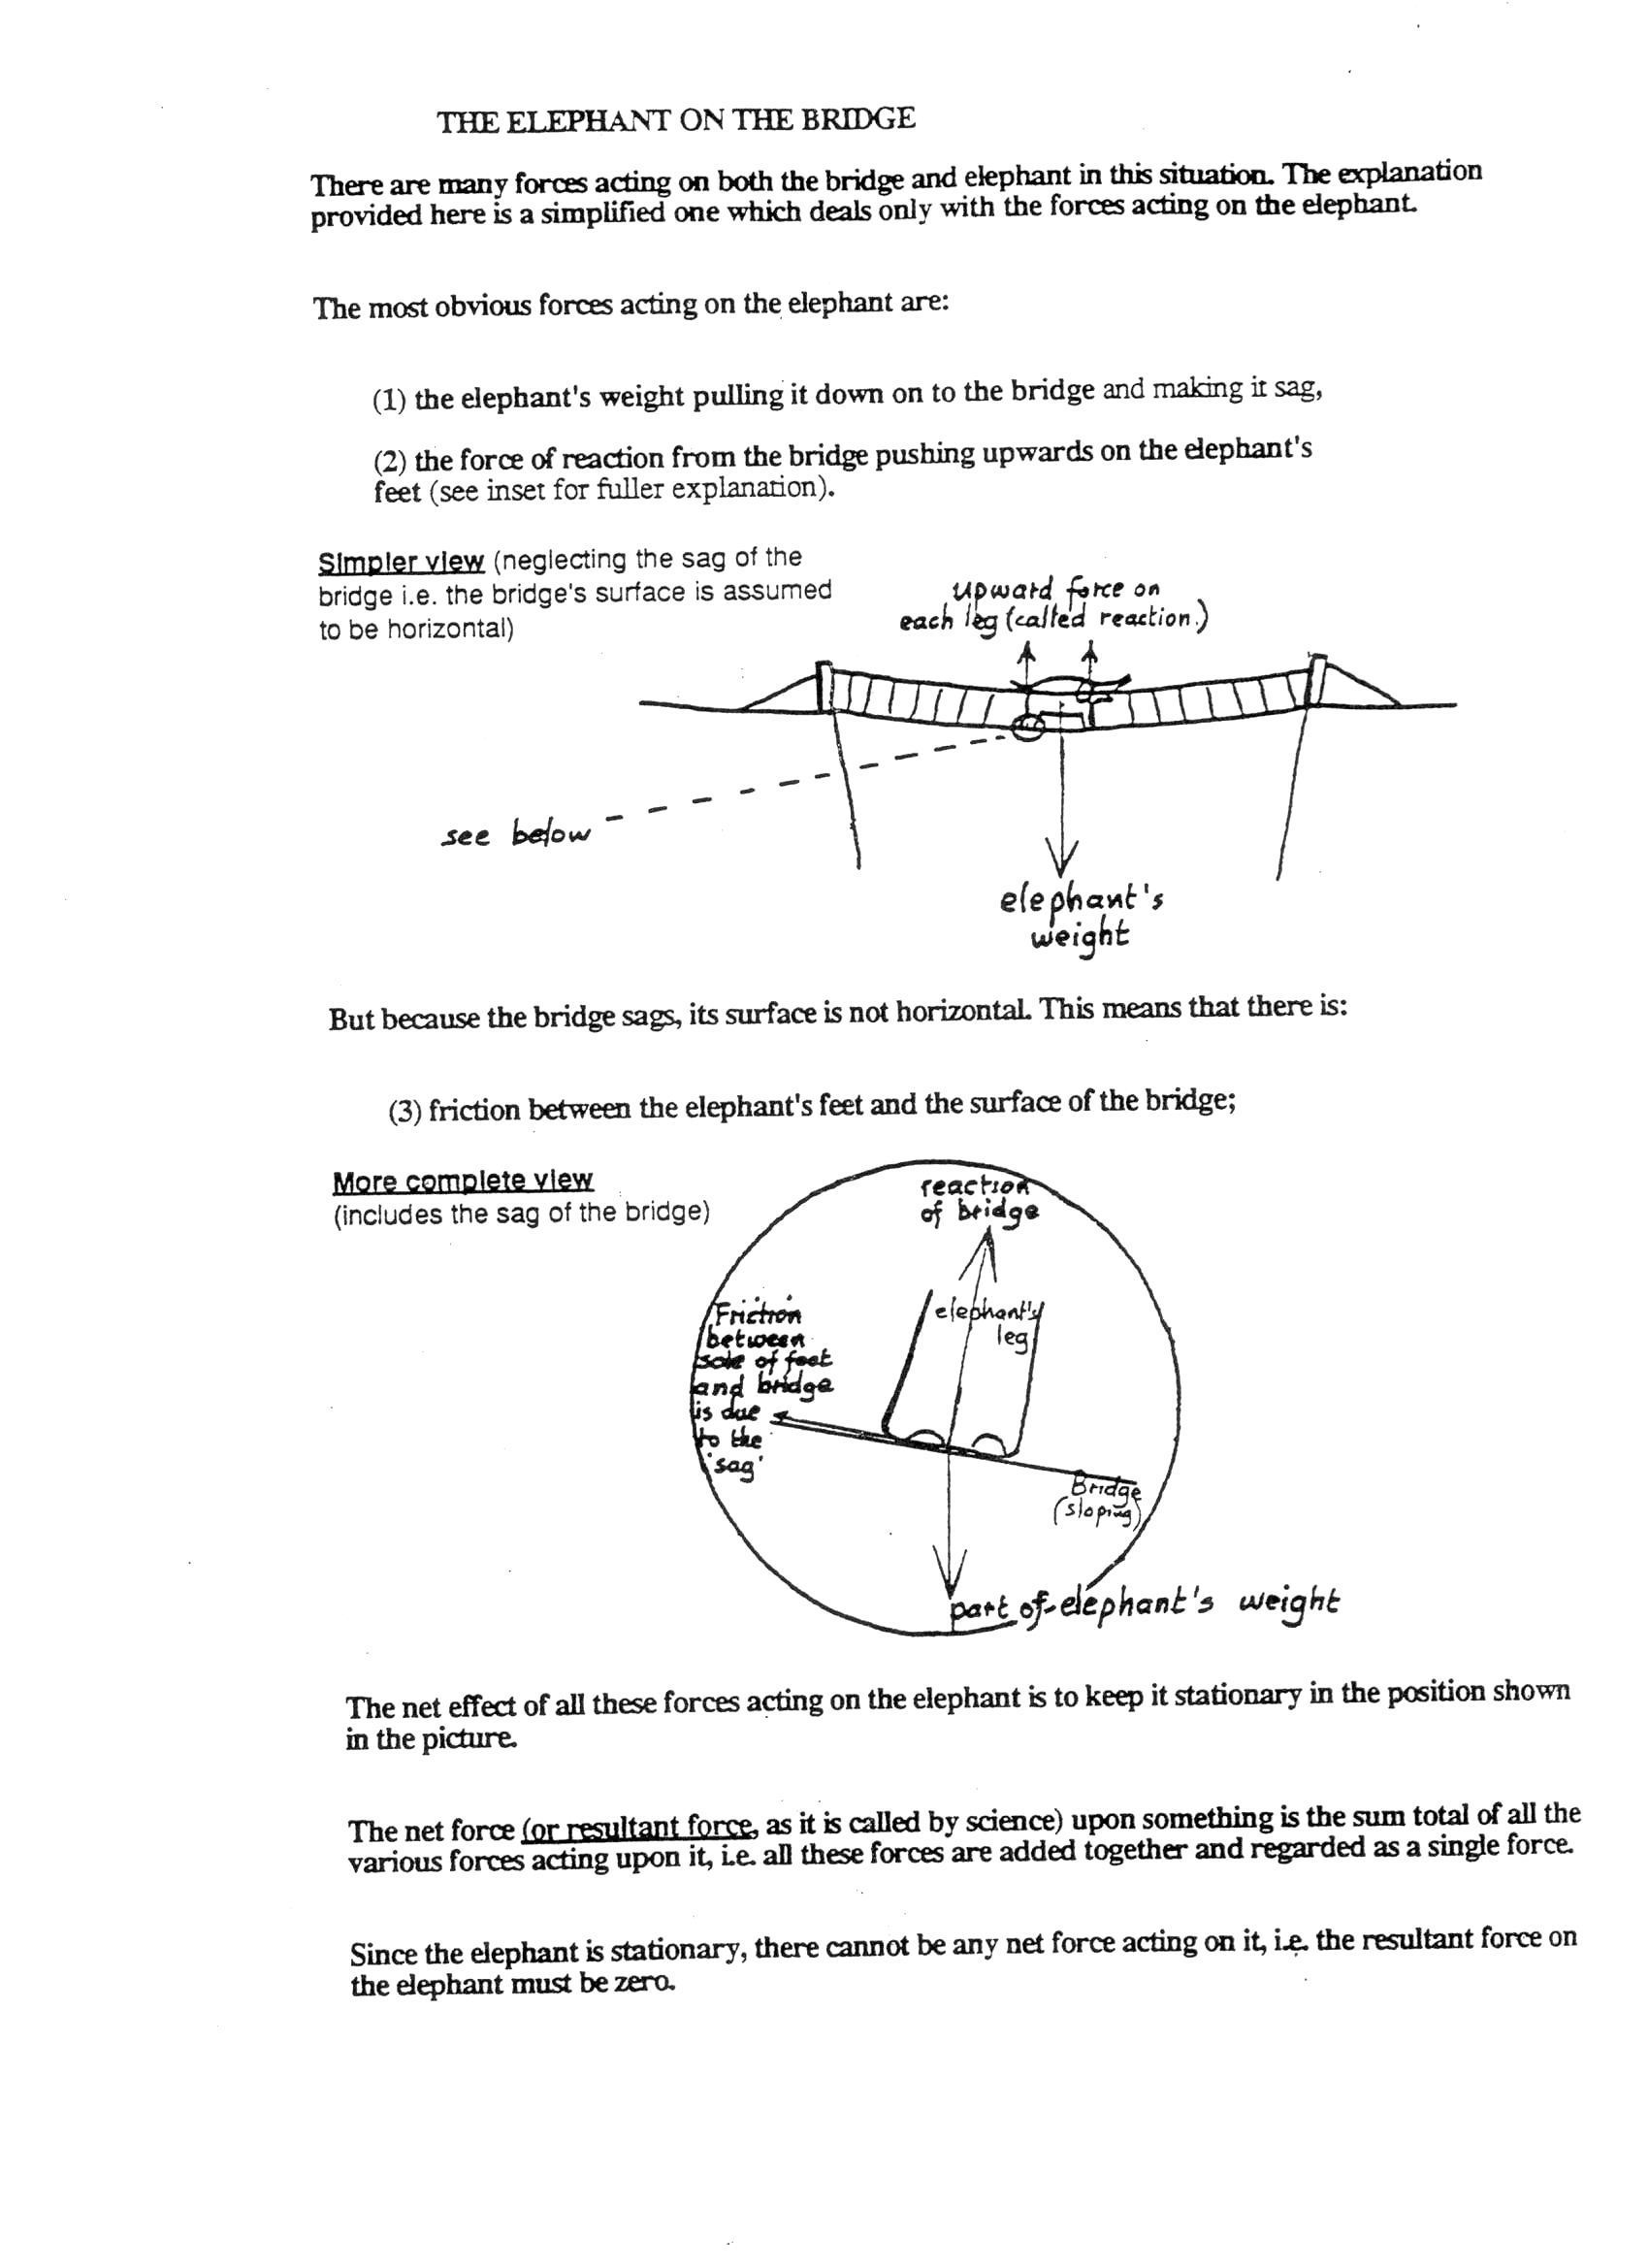 THE ELEPHANT ON THE BRIDGE
There are many forces acting on both the bridge and elephant in this situation. The explanation
provided here is a simplified one which deals only with the forces acting on the elephant.
The most obvious forces acting on the elephant are:
(1) the elephant's weight pulling it down on to the bridge and making it sag,
(2) the force of reaction from the bridge pushing upwards on the elephant's
feet (see inset for fuller explanation).
Simpler view (neglecting the sag of the
bridge i.e. the bridge's surface is assumed
to be horizontal)
upward force on
each leg (called reaction.)
see below
elephant's
weight
But because the bridge sags, its surface is not horizontal. This means that there is:
(3) friction between the elephant's feet and the surface of the bridge;
More complete view
(includes the sag of the bridge)
reaction
of bridge
elephant's
leg
Friction
between
sole of foot
and bridge
is due
to the
'sag'
Bridge
(sloping)
part of elephant's weight
The net effect of all these forces acting on the elephant is to keep it stationary in the position shown
in the picture.
The net force (or resultant force, as it is called by science) upon something is the sum total of all the
various forces acting upon it, i.e. all these forces are added together and regarded as a single force.
Since the elephant is stationary, there cannot be any net force acting on it, i.e. the resultant force on
the elephant must be zero.